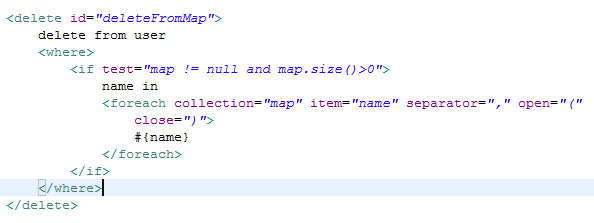 <delete id="deleteFromMap">
delete from user
<where>
<if test="map != null and map.size()>0">
name in
<foreach collection="map" item="name" separator="," open="("
close=")">
#{name}
</foreach>
</if>
</where>
</delete>